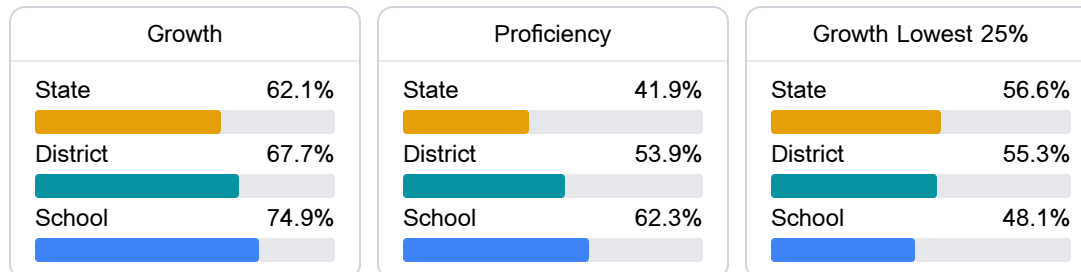 Growth
State 62.1%
District 67.7%
School 74.9%
Proficiency
State 41.9%
District 53.9%
School 62.3%
Growth Lowest 25%
State 56.6%
District 55.3%
School 48.1%